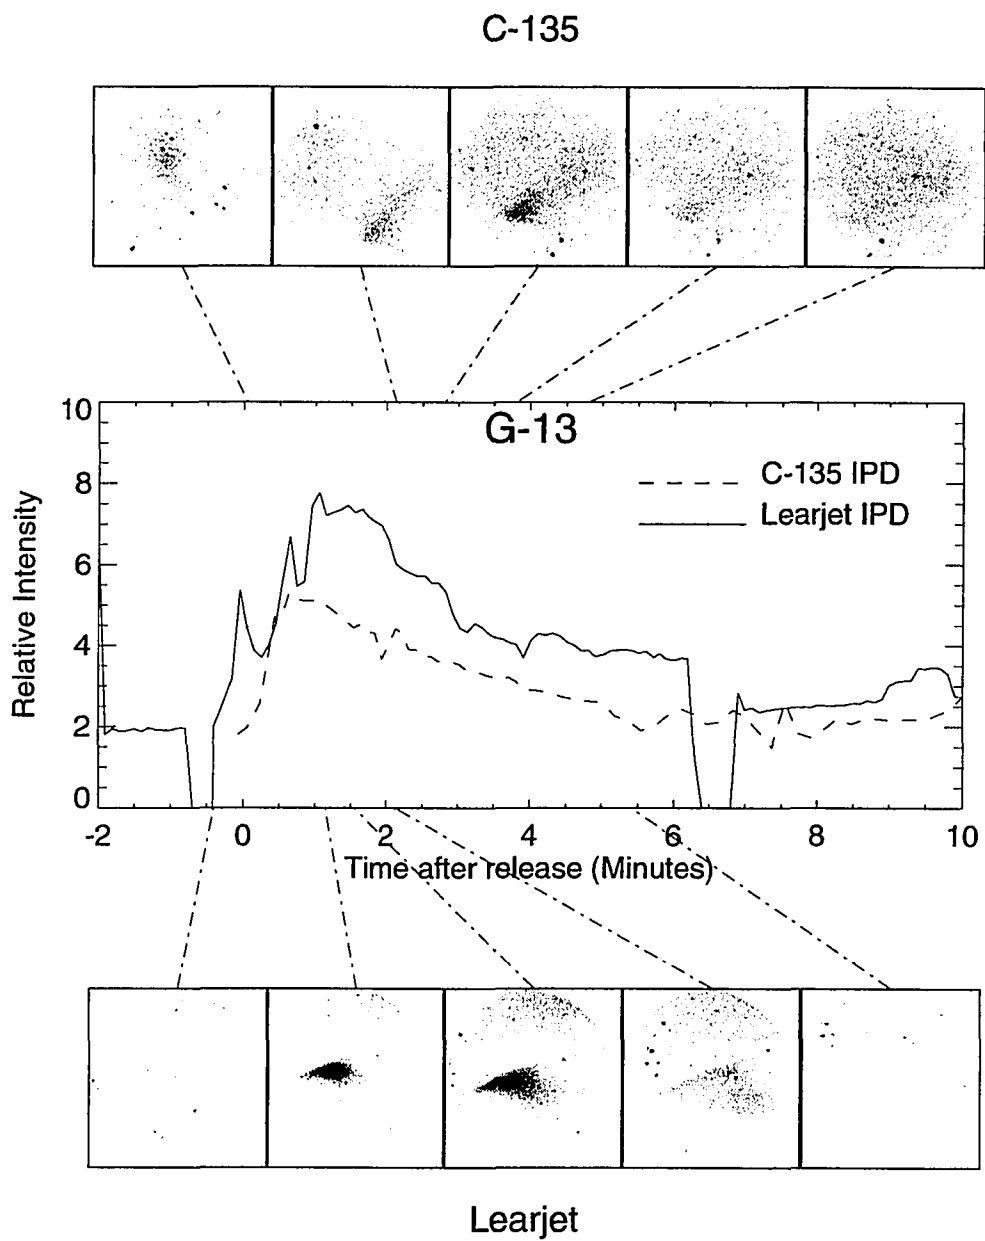 C-135
G-13
C-135 IPD
Learjet IPD
Relative Intensity
10
8
6
4
2
0
-2 0 2 4 6 8 10
Time after release (Minutes)
Learjet